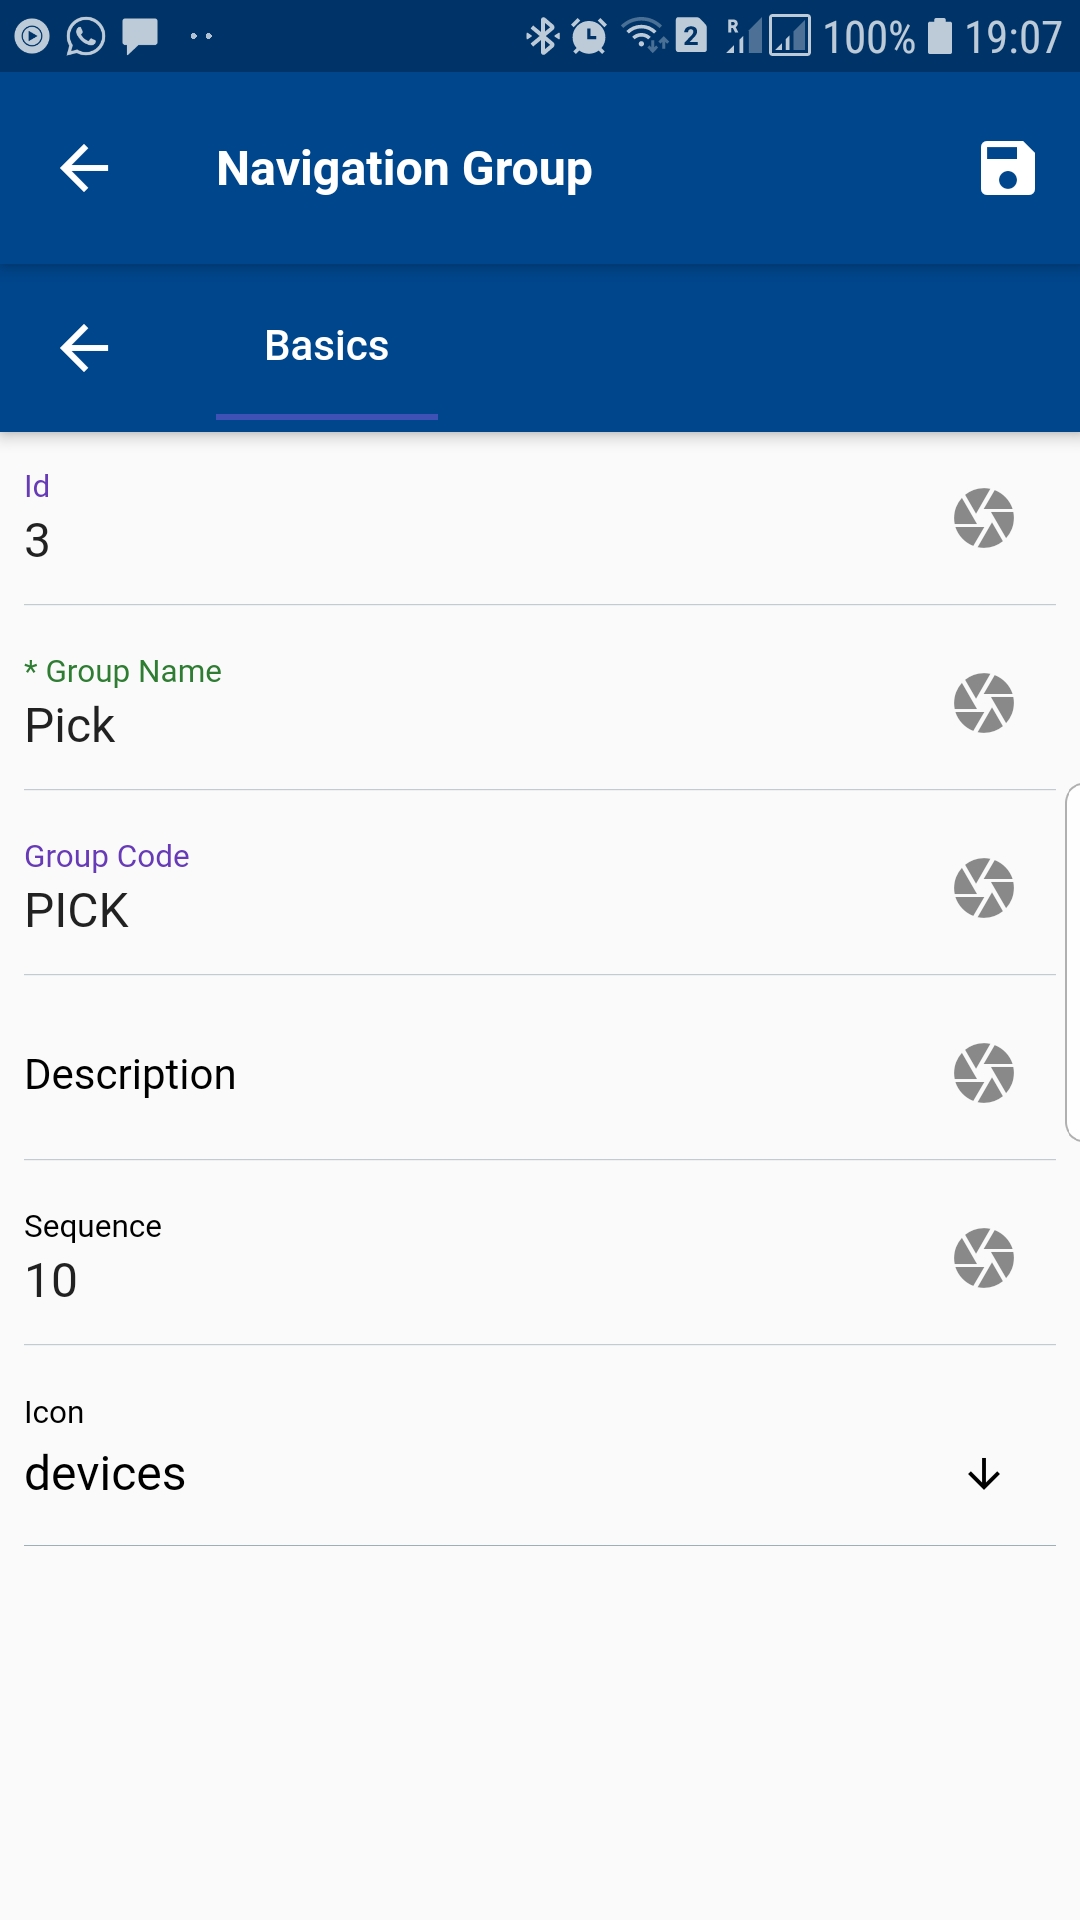 2 R 100% 19:07
Navigation Group
Basics
Id
3
* Group Name
Pick
Group Code
PICK
Description
Sequence
10
Icon
devices